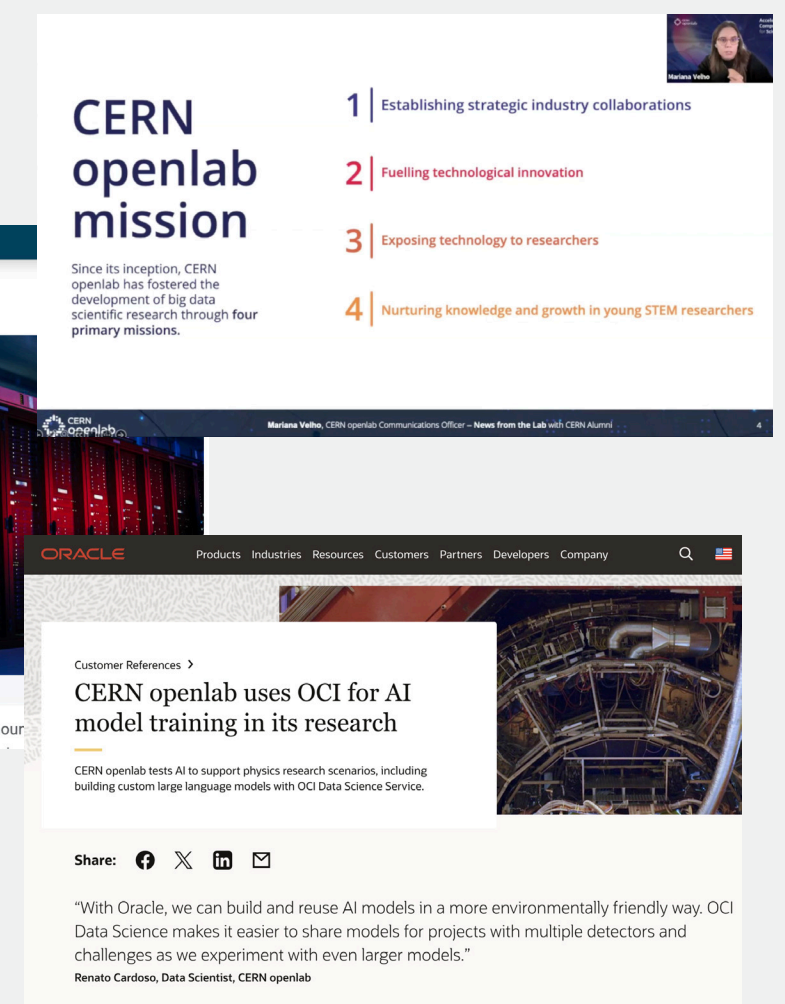 CERN
openlab
mission
Since its inception, CERN
openlab has fostered the
development of big data
scientific research through four
primary missions.
1 Establishing strategic industry collaborations
2 Fuelling technological innovation
3 Exposing technology to researchers
4 Nurturing knowledge and growth in young STEM researchers
Mariana Velho
CERN
openlab
Mariana Velho, CERN openlab Communications Officer – News from the Lab with CERN Alumni
4
our
ORACLE
Products Industries Resources Customers Partners Developers Company
Customer References
CERN openlab uses OCI for AI
model training in its research
CERN openlab tests AI to support physics research scenarios, including
building custom large language models with OCI Data Science Service.
Share:
“With Oracle, we can build and reuse AI models in a more environmentally friendly way. OCI
Data Science makes it easier to share models for projects with multiple detectors and
challenges as we experiment with even larger models.”
Renato Cardoso, Data Scientist, CERN openlab